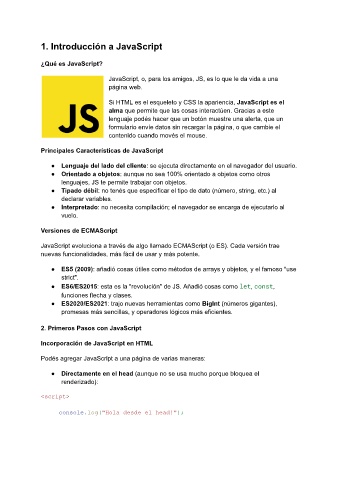 1. Introducción a JavaScript
¿Qué es JavaScript?
JS
JavaScript, o, para los amigos, JS, es lo que le da vida a una
página web.
Si HTML es el esqueleto y CSS la apariencia, JavaScript es el
alma que permite que las cosas interactúen. Gracias a este
lenguaje podés hacer que un botón muestre una alerta, que un
formulario envíe datos sin recargar la página, o que cambie el
contenido cuando movés el mouse.
Principales Características de JavaScript
● Lenguaje del lado del cliente: se ejecuta directamente en el navegador del usuario.
● Orientado a objetos: aunque no sea 100% orientado a objetos como otros
lenguajes, JS te permite trabajar con objetos.
● Tipado débil: no tenés que especificar el tipo de dato (número, string, etc.) al
declarar variables.
● Interpretado: no necesita compilación; el navegador se encarga de ejecutarlo al
vuelo.
Versiones de ECMAScript
JavaScript evoluciona a través de algo llamado ECMAScript (o ES). Cada versión trae
nuevas funcionalidades, más fácil de usar y más potente.
● ES5 (2009): añadió cosas útiles como métodos de arrays y objetos, y el famoso "use
strict".
● ES6/ES2015: esta es la "revolución" de JS. Añadió cosas como let, const,
funciones flecha y clases.
● ES2020/ES2021: trajo nuevas herramientas como BigInt (números gigantes),
promesas más sencillas, y operadores lógicos más eficientes.
2. Primeros Pasos con JavaScript
Incorporación de JavaScript en HTML
Podés agregar JavaScript a una página de varias maneras:
● Directamente en el head (aunque no se usa mucho porque bloquea el
renderizado):
<script>
console.log("Hola desde el head!");